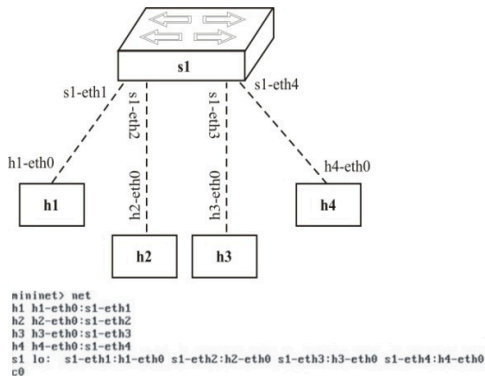 s1
s1-eth1
s1-eth2
s1-eth3
s1-eth4
h1-eth0
h2-eth0
h3-eth0
h4-eth0
h1
h2
h3
h4
mininet> net
h1 h1-eth0:s1-eth1
h2 h2-eth0:s1-eth2
h3 h3-eth0:s1-eth3
h4 h4-eth0:s1-eth4
s1 lo:  s1-eth1:h1-eth0 s1-eth2:h2-eth0 s1-eth3:h3-eth0 s1-eth4:h4-eth0
c0